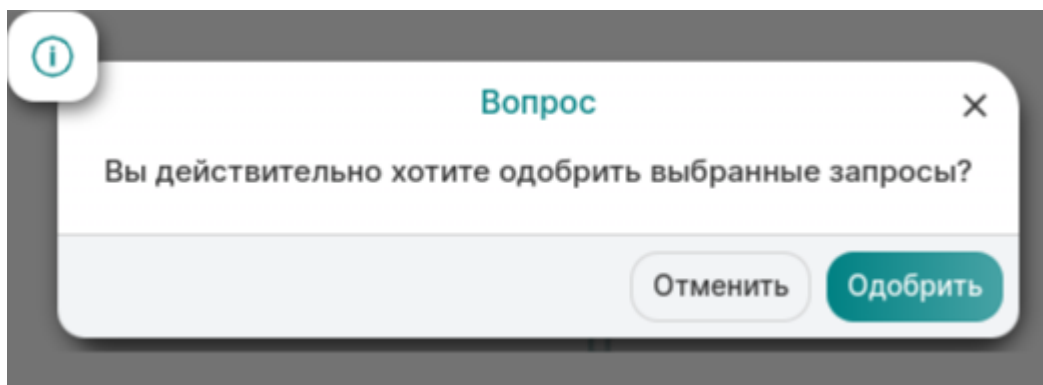 Вопрос
Вы действительно хотите одобрить выбранные запросы?
Отменить
Одобрить